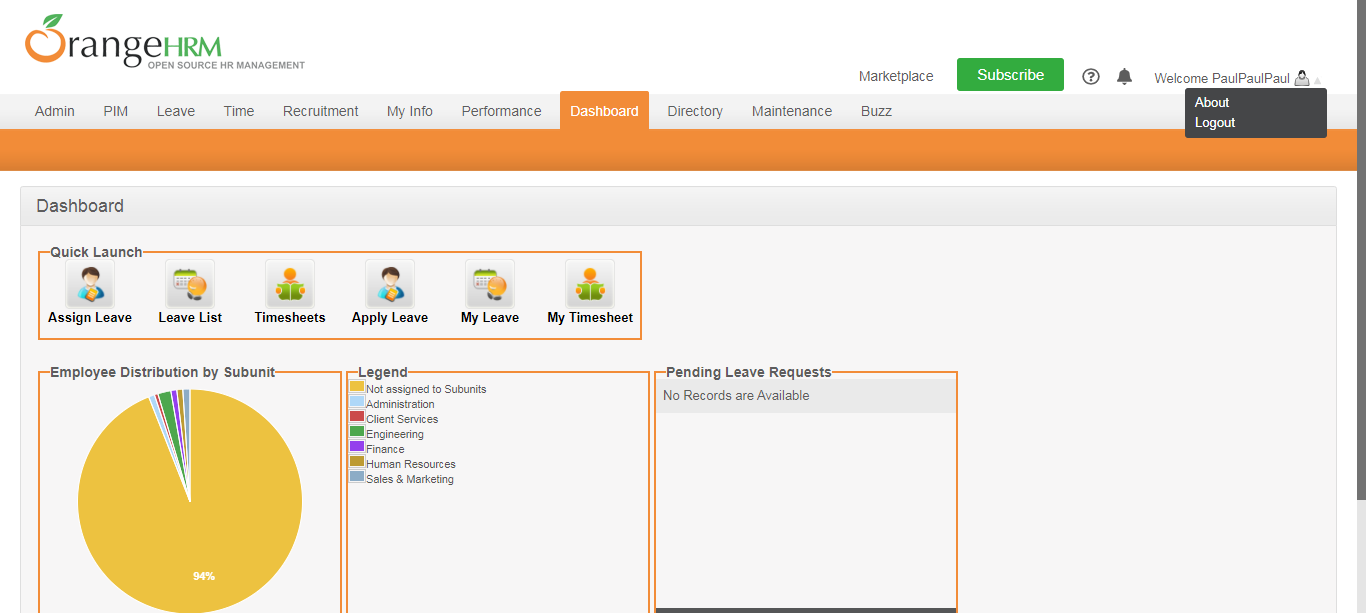 OrangeHRM
OPEN SOURCE HR MANAGEMENT
Marketplace
Subscribe
?
Welcome PaulPaulPaul
About
Logout
Admin
PIM
Leave
Time
Recruitment
My Info
Performance
Dashboard
Directory
Maintenance
Buzz
Dashboard
Quick Launch
Assign Leave
Leave List
Timesheets
Apply Leave
My Leave
My Timesheet
Employee Distribution by Subunit
94%
Legend
Not assigned to Subunits
Administration
Client Services
Engineering
Finance
Human Resources
Sales & Marketing
Pending Leave Requests
No Records are Available